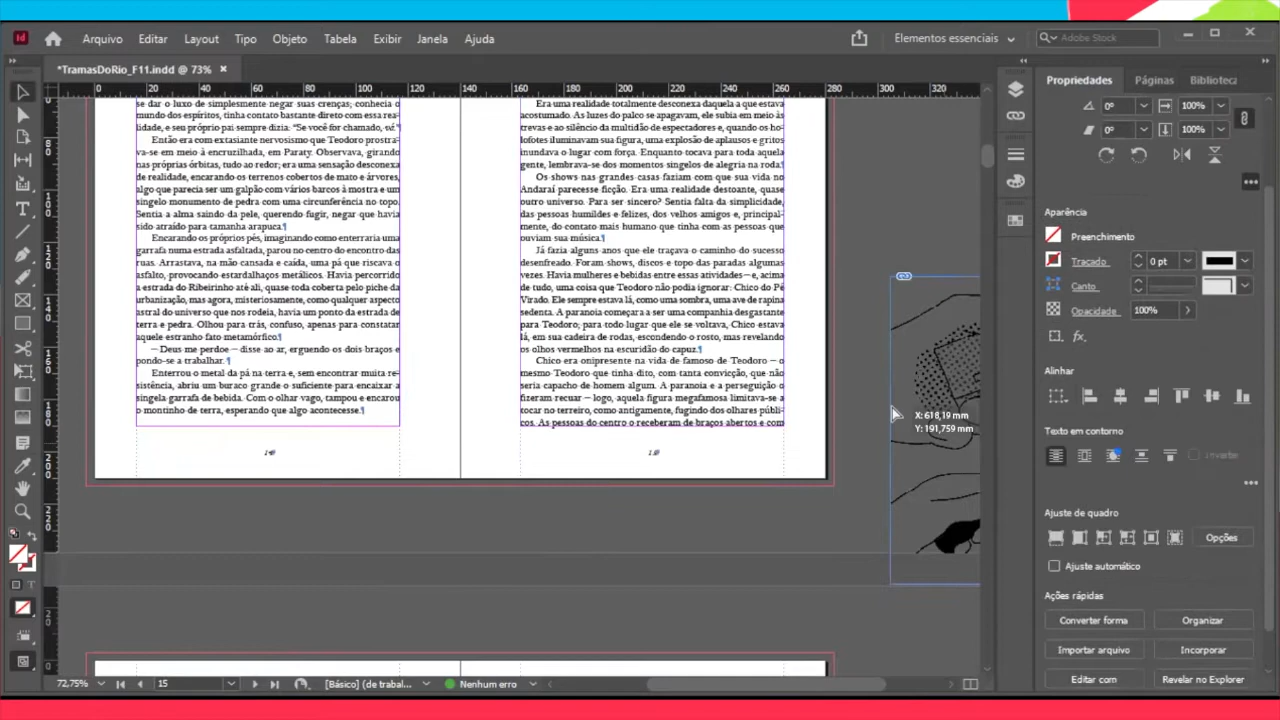 Id
Arquivo Editar Layout Tipo Objeto Tabela Exibir Janela Ajuda
Elementos essenciais
Adobe Stock
*TramasDoRio_F11.indd @ 73% ×
0 20 40 60 80 100 120 140 160 180 200 220 240 260 280 300 320
se dar o luxo de simplesmente negar suas crenças; conhecia o
mundo dos espíritos, tinha contato bastante direto com essa rea-
lidade, e seu próprio pai sempre dizia: “Se você for chamado, vá.”¶
Então era com extasiante nervosismo que Teodoro prostra-
va-se em meio à encruzilhada, em Paraty. Observava, girando
nas próprias órbitas, tudo ao redor; era uma sensação desconexa
de realidade, encarando os terrenos cobertos de mato e árvores,
algo que parecia ser um galpão com vários barcos à mostra e um
singelo monumento de pedra com uma circunferência no topo.
Sentia a alma saindo da pele, querendo fugir, negar que havia
sido atraído para tamanha arapuca.¶
Encarando os próprios pés, imaginando como enterraria uma
garrafa numa estrada asfaltada, parou no centro do encontro das
ruas. Arrastava, na mão cansada e caída, uma pá que riscava o
asfalto, provocando estardalhaços metálicos. Havia percorrido
a estrada do Ribeirinho até ali, quase toda coberta pelo piche da
urbanização, mas agora, misteriosamente, como qualquer aspecto
astral do universo que nos rodeia, havia um ponto da estrada de
terra e pedra. Olhou para trás, confuso, apenas para constatar
aquele estranho fato metamórfico.¶
— Deus me perdoe — disse ao ar, erguendo os dois braços e
pondo-se a trabalhar. ¶
Enterrou o metal da pá na terra e, sem encontrar muita re-
sistência, abriu um buraco grande o suficiente para encaixar a
singela garrafa de bebida. Com o olhar vago, tampou e encarou
o montinho de terra, esperando que algo acontecesse.¶
Era uma realidade totalmente desconexa daquela a que estava
acostumado. As luzes do palco se apagavam, ele subia em meio às
trevas e ao silêncio da multidão de espectadores e, quando os ho-
lofotes iluminavam sua figura, uma explosão de aplausos e gritos
inundava o lugar com força. Enquanto tocava para toda aquela
gente, lembrava-se dos momentos singelos de alegria na roda.¶
Os shows nas grandes casas faziam com que sua vida no
Andaraí parecesse ficção. Era uma realidade destoante, quase
outro universo. Para ser sincero? Sentia falta da simplicidade,
das pessoas humildes e felizes, dos velhos amigos e, principal-
mente, do contato mais humano que tinha com as pessoas que
ouviam sua música.¶
Já fazia alguns anos que ele traçava o caminho do sucesso
desenfreado. Foram shows, discos e topo das paradas algumas
vezes. Havia mulheres e bebidas entre essas atividades — e, acima
de tudo, uma coisa que Teodoro não podia ignorar: Chico do Pé
Virado. Ele sempre estava lá, como uma sombra, uma ave de rapina
sedenta. A paranoia começara a ser uma companhia desgastante
para Teodoro; para todo lugar que ele se voltava, Chico estava
lá, em sua cadeira de rodas, escondendo o rosto, mas revelando
os olhos vermelhos na escuridão do capuz.¶
Chico era onipresente na vida de famoso de Teodoro — o
mesmo Teodoro que tinha dito, com tanta convicção, que não
seria capacho de homem algum. A paranoia e a perseguição o
fizeram recuar — logo, aquela figura megafamosa limitava-se a
tocar no terreiro, como antigamente, fugindo dos olhares públi-
cos. As pessoas do centro o receberam de braços abertos e com
X: 618,19 mm
Y: 191,759 mm
Propriedades Páginas Bibliotec
0° 100%
0° 100%
Aparência
Preenchimento
Traçado 0 pt
Canto
Opacidade 100%
fx.
Alinhar
Texto em contorno
Inverter
Ajuste de quadro
Opções
Ajuste automático
Ações rápidas
Converter forma Organizar
Importar arquivo Incorporar
Editar com Revelar no Explorer
72,75% 15 [Básico] (de trabal... Nenhum erro